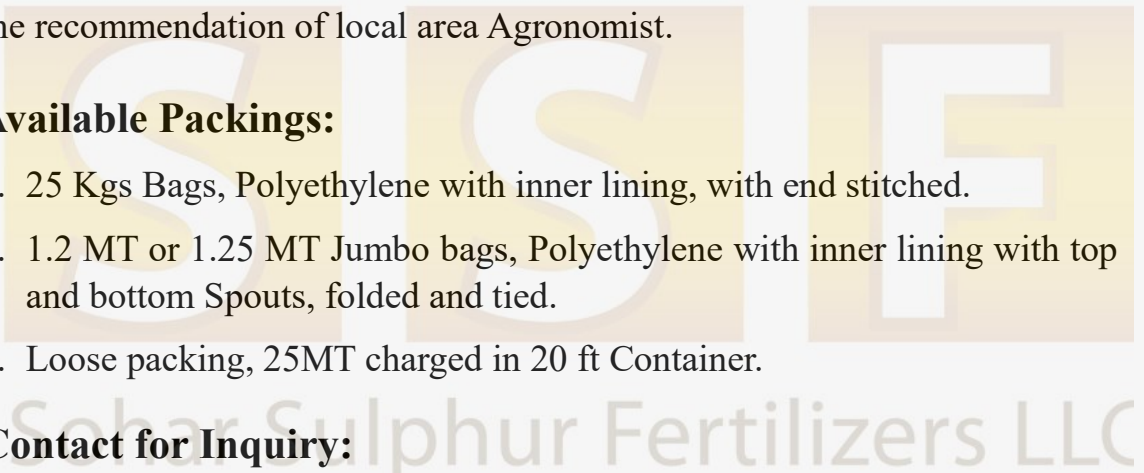 recommendation of local area Agronomist.
Available Packings:
25 Kgs Bags, Polyethylene with inner lining, with end stitched.
1.2 MT or 1.25 MT Jumbo bags, Polyethylene with inner lining with top
and bottom Spouts, folded and tied.
Loose packing, 25MT charged in 20 ft Container.
Contact for Inquiry:
S S F
Sohar Sulphur Fertilizers LLC